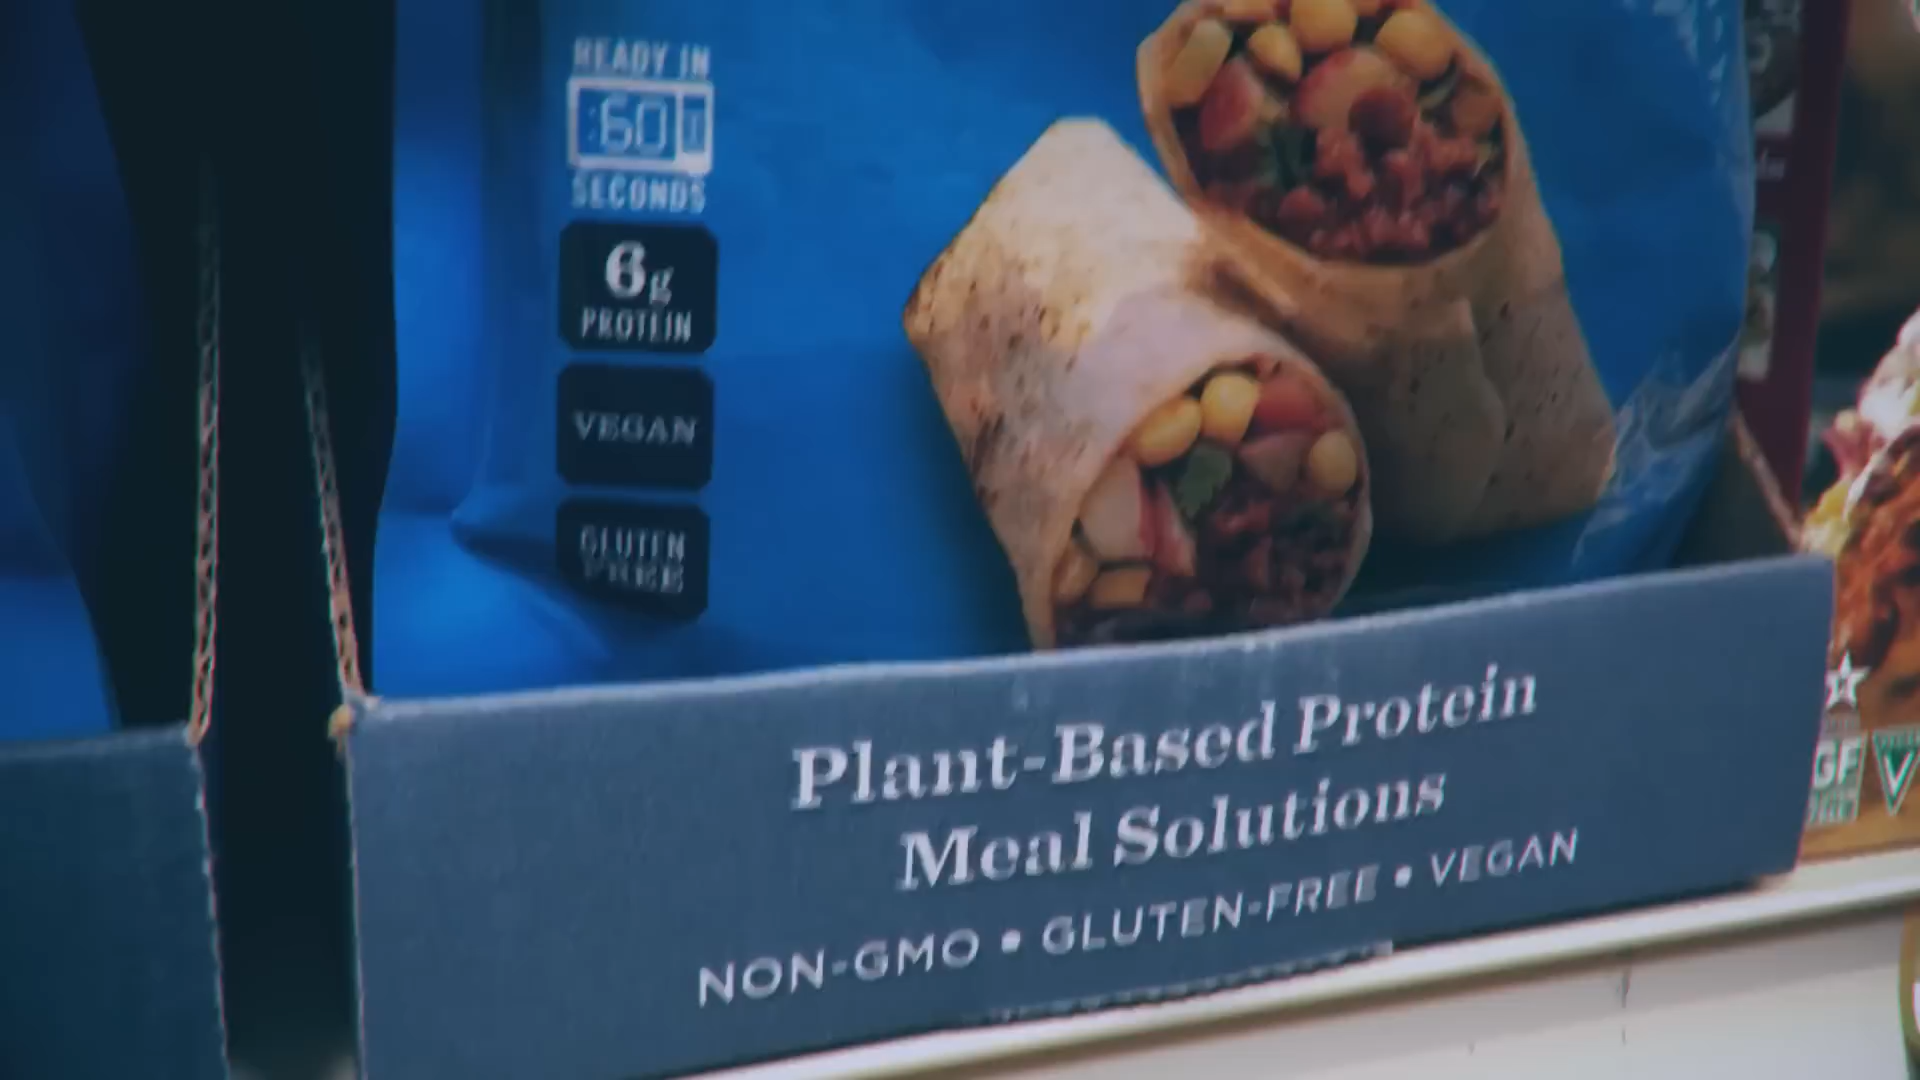 READY IN
:60
SECONDS
6g
PROTEIN
VEGAN
GLUTEN
FREE
Plant-Based Protein
Meal Solutions
NON-GMO • GLUTEN-FREE • VEGAN
GF
V